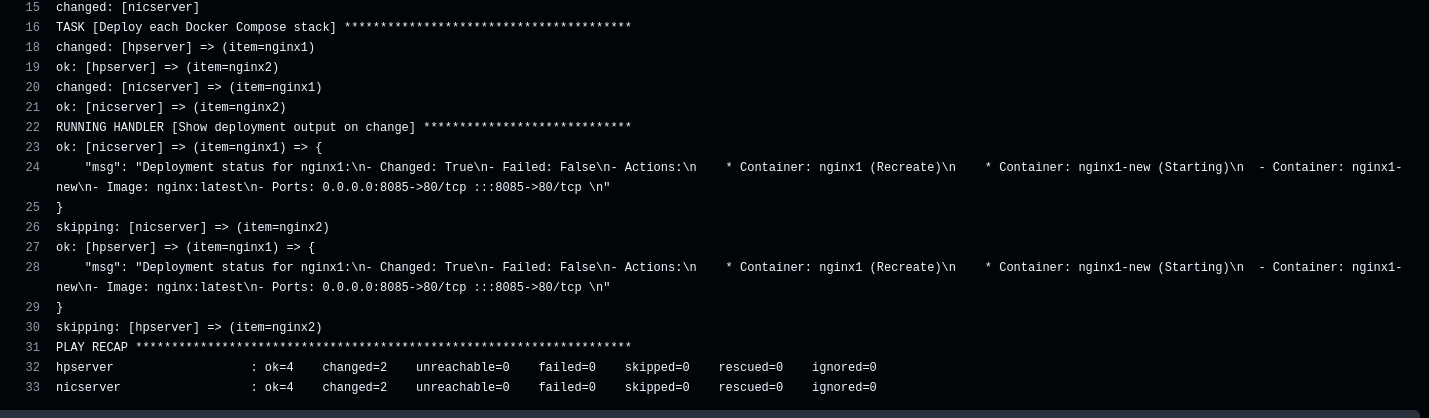 15 changed: [nicserver]
16 TASK [Deploy each Docker Compose stack] ****************************************
18 changed: [hpserver] => (item=nginx1)
19 ok: [hpserver] => (item=nginx2)
20 changed: [nicserver] => (item=nginx1)
21 ok: [nicserver] => (item=nginx2)
22 RUNNING HANDLER [Show deployment output on change] *****************************
23 ok: [nicserver] => (item=nginx1) => {
24     "msg": "Deployment status for nginx1:\n- Changed: True\n- Failed: False\n- Actions:\n    * Container: nginx1 (Recreate)\n    * Container: nginx1-new (Starting)\n  - Container: nginx1-
new\n- Image: nginx:latest\n- Ports: 0.0.0.0:8085->80/tcp :::8085->80/tcp \n"
25 }
26 skipping: [nicserver] => (item=nginx2)
27 ok: [hpserver] => (item=nginx1) => {
28     "msg": "Deployment status for nginx1:\n- Changed: True\n- Failed: False\n- Actions:\n    * Container: nginx1 (Recreate)\n    * Container: nginx1-new (Starting)\n  - Container: nginx1-
new\n- Image: nginx:latest\n- Ports: 0.0.0.0:8085->80/tcp :::8085->80/tcp \n"
29 }
30 skipping: [hpserver] => (item=nginx2)
31 PLAY RECAP *********************************************************************
32 hpserver                   : ok=4    changed=2    unreachable=0    failed=0    skipped=0    rescued=0    ignored=0
33 nicserver                  : ok=4    changed=2    unreachable=0    failed=0    skipped=0    rescued=0    ignored=0